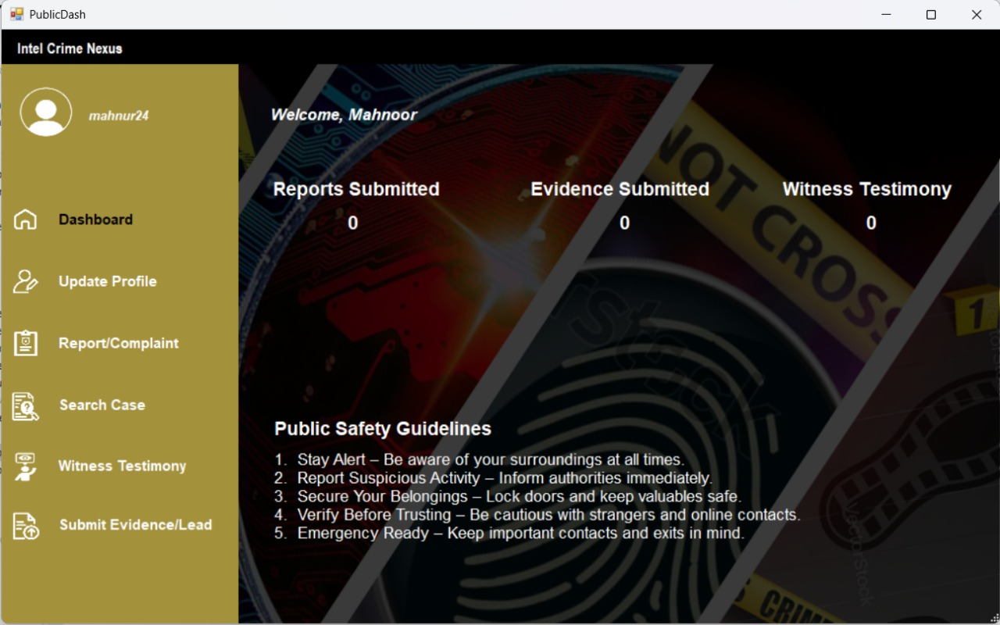 PublicDash
Intel Crime Nexus
mahnur24
Dashboard
Update Profile
Report/Complaint
Search Case
Witness Testimony
Submit Evidence/Lead
Welcome, Mahnoor
Reports Submitted
0
Evidence Submitted
0
Witness Testimony
0
NOT CROSS
1
Public Safety Guidelines
1. Stay Alert – Be aware of your surroundings at all times.
2. Report Suspicious Activity – Inform authorities immediately.
3. Secure Your Belongings – Lock doors and keep valuables safe.
4. Verify Before Trusting – Be cautious with strangers and online contacts.
5. Emergency Ready – Keep important contacts and exits in mind.
VectorStock
CRIM